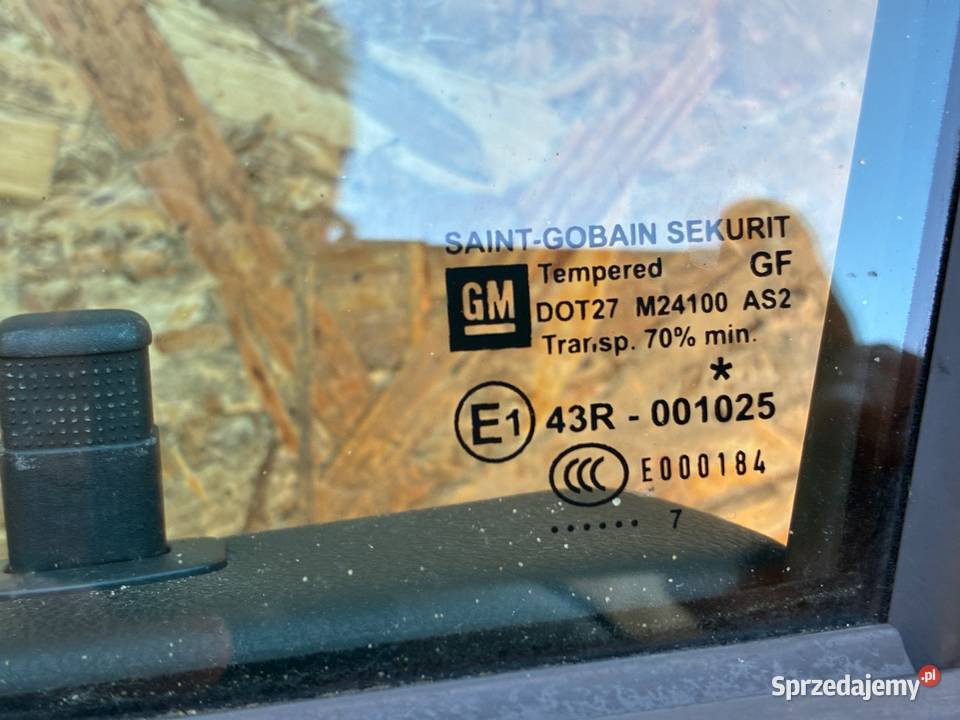 SAINT-GOBAIN SEKURIT
GM Tempered GF
DOT27 M24100 AS2
Transp. 70% min.
*
E1 43R - 001025
CCC E000184
...... 7
Sprzedajemy.pl